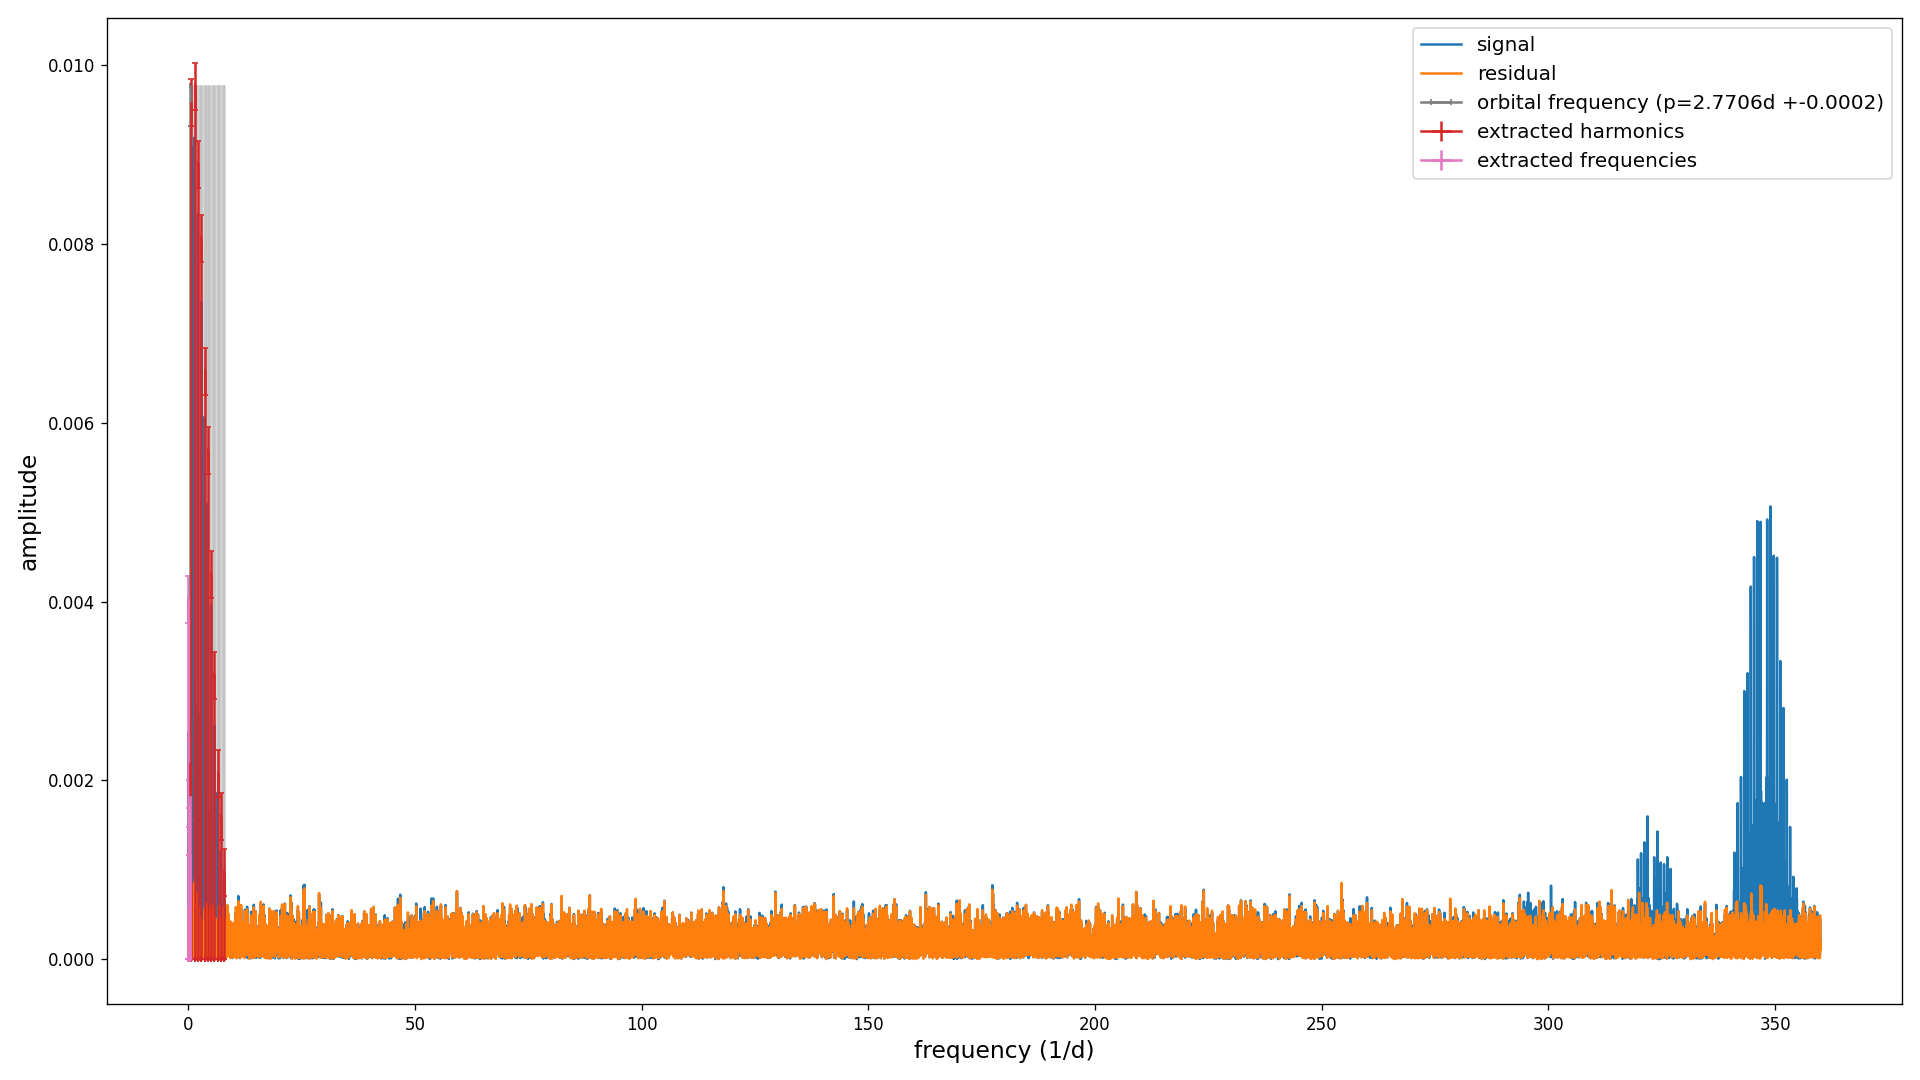 signal
residual
orbital frequency (p=2.7706d +-0.0002)
extracted harmonics
extracted frequencies
0.010
0.008
0.006
0.004
0.002
0.000
amplitude
0 50 100 150 200 250 300 350
frequency (1/d)